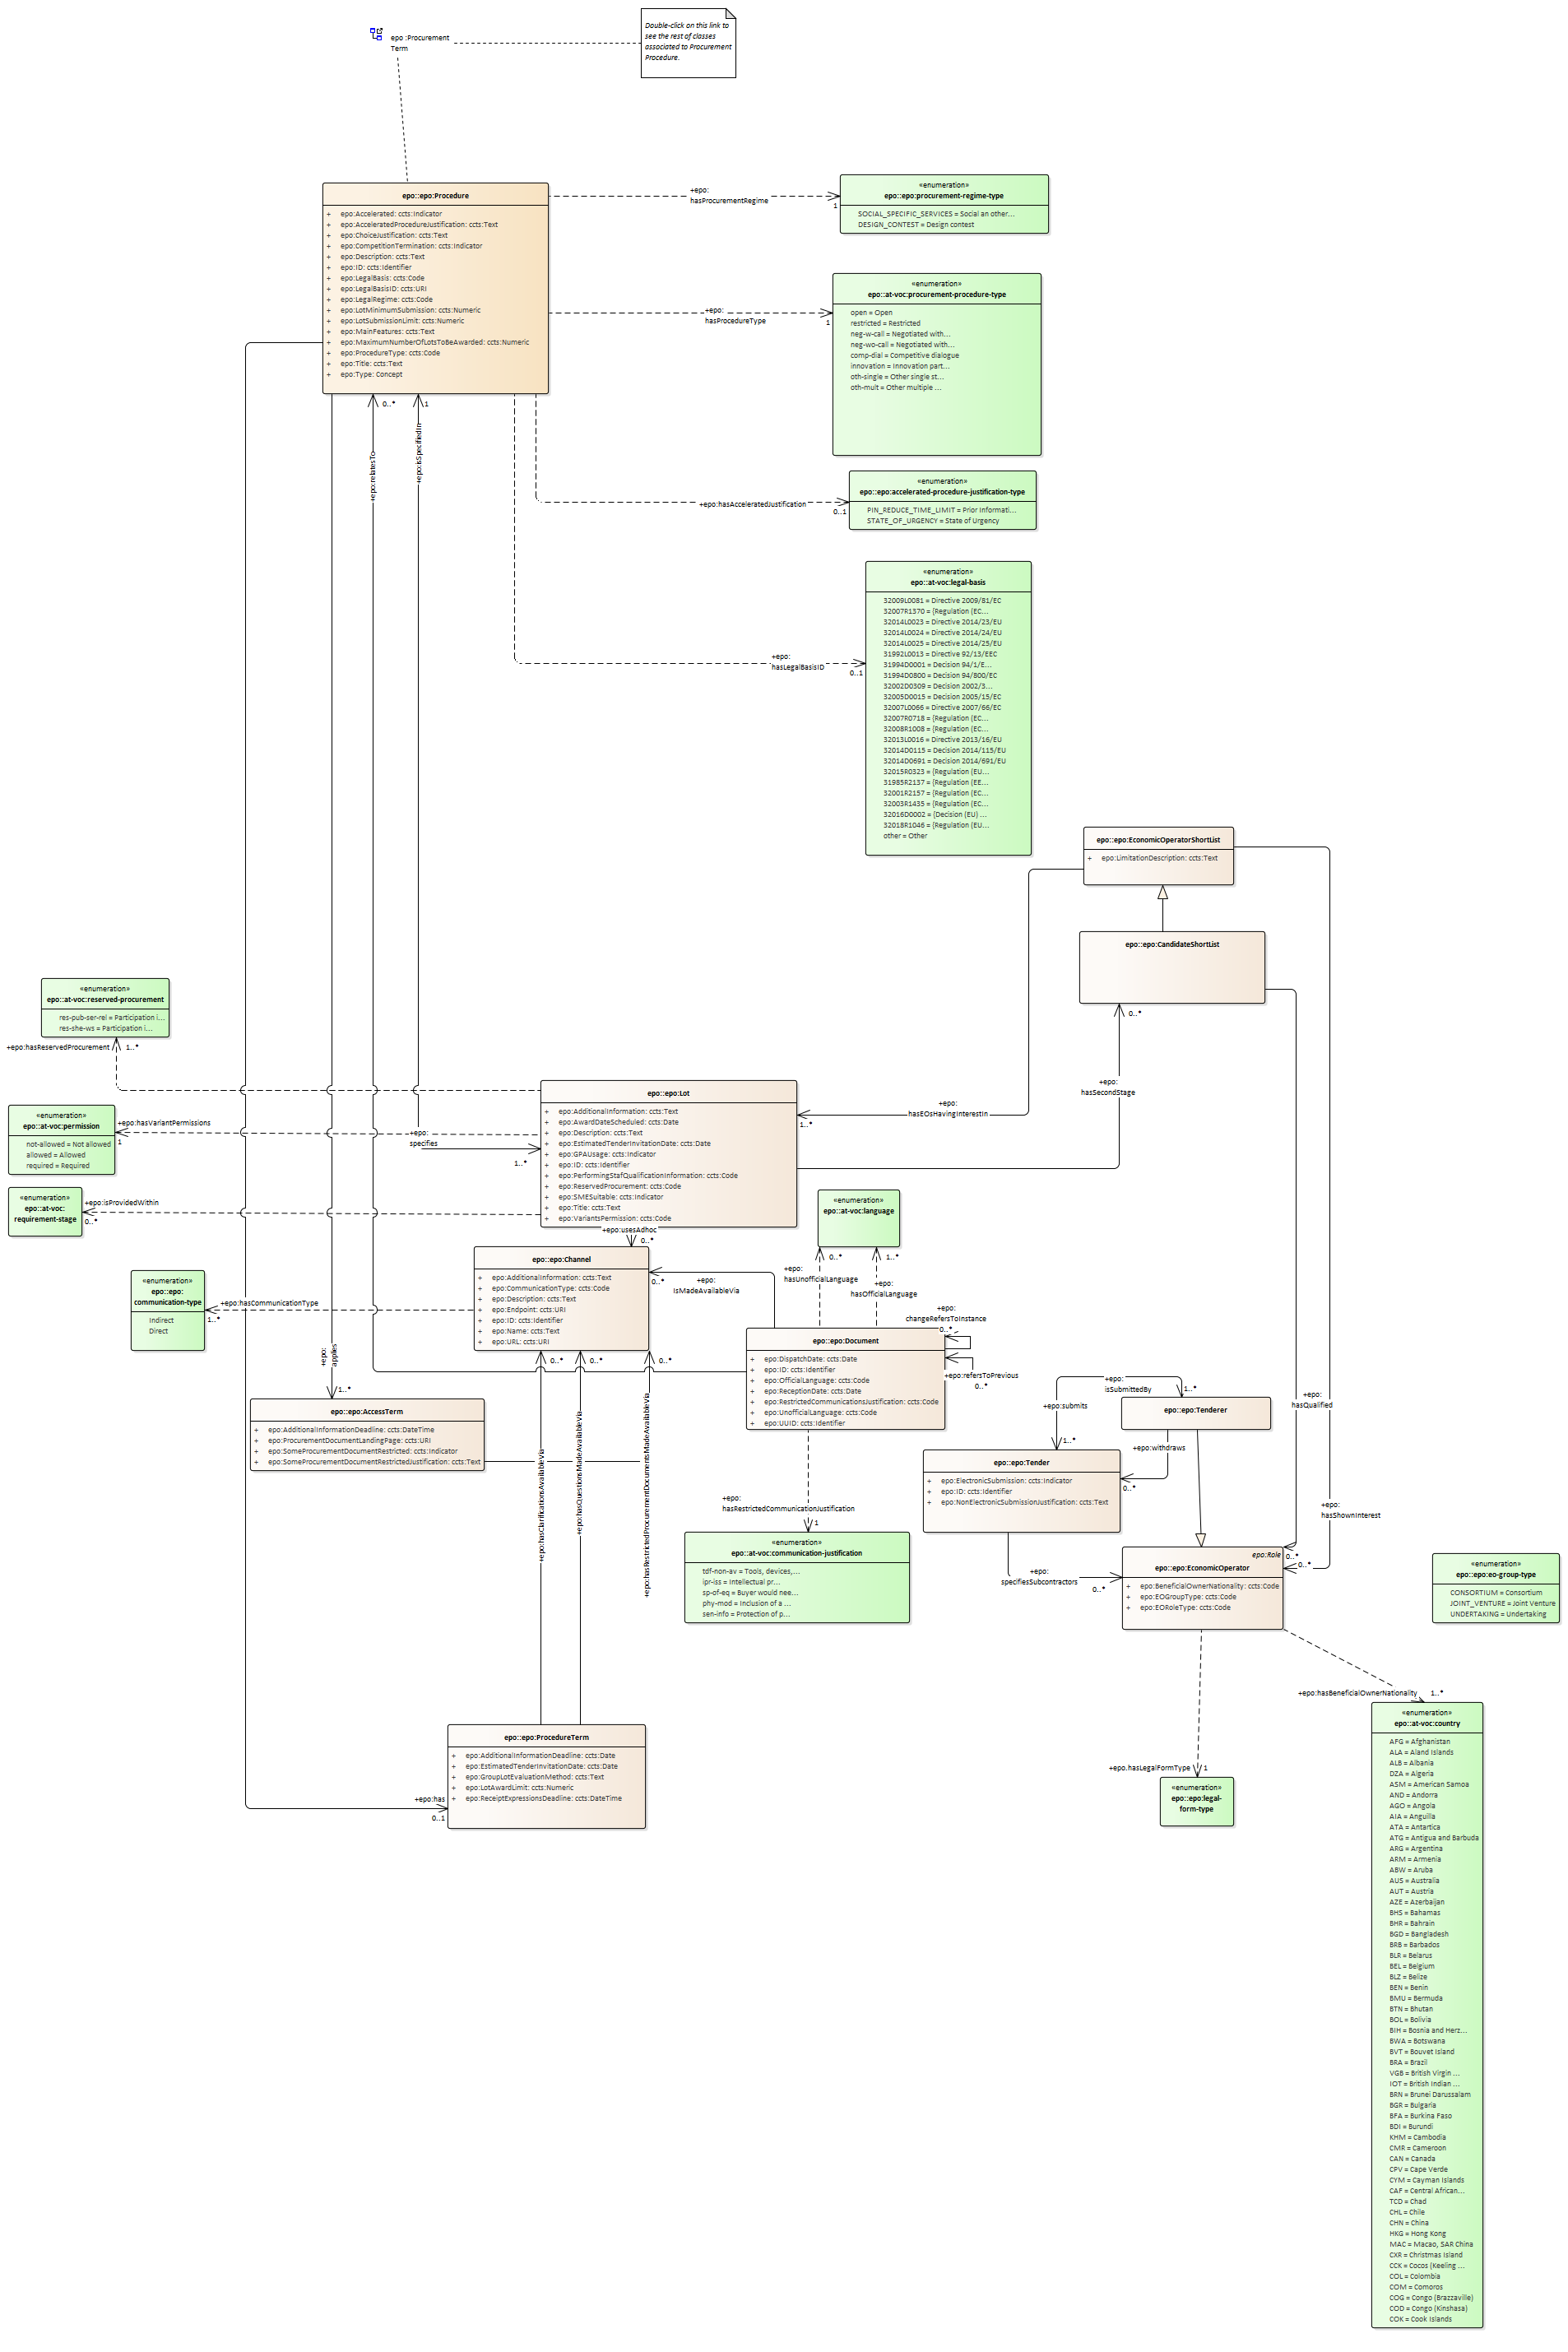 epo :Procurement
Term
Double-click on this link to
see the rest of classes
associated to Procurement
Procedure.
epo::epo:Procedure
+ epo:Accelerated: ccts:Indicator
+ epo:AcceleratedProcedureJustification: ccts:Text
+ epo:ChoiceJustification: ccts:Text
+ epo:CompetitionTermination: ccts:Indicator
+ epo:Description: ccts:Text
+ epo:ID: ccts:Identifier
+ epo:LegalBasis: ccts:Code
+ epo:LegalBasisID: ccts:URI
+ epo:LegalRegime: ccts:Code
+ epo:LotMinimumSubmission: ccts:Numeric
+ epo:LotSubmissionLimit: ccts:Numeric
+ epo:MainFeatures: ccts:Text
+ epo:MaximumNumberOfLotsToBeAwarded: ccts:Numeric
+ epo:ProcedureType: ccts:Code
+ epo:Title: ccts:Text
+ epo:Type: Concept
+epo:
hasProcurementRegime
1
«enumeration»
epo::epo:procurement-regime-type
SOCIAL_SPECIFIC_SERVICES = Social an other...
DESIGN_CONTEST = Design contest
+epo:
hasProcedureType
1
«enumeration»
epo::at-voc:procurement-procedure-type
open = Open
restricted = Restricted
neg-w-call = Negotiated with...
neg-wo-call = Negotiated with...
comp-dial = Competitive dialogue
innovation = Innovation part...
oth-single = Other single st...
oth-mult = Other multiple ...
0..*
1
+epo:relatesTo
+epo:isSpecifiedIn
+epo:hasAcceleratedJustification
0..1
«enumeration»
epo::epo:accelerated-procedure-justification-type
PIN_REDUCE_TIME_LIMIT = Prior Informati...
STATE_OF_URGENCY = State of Urgency
+epo:
hasLegalBasisID
0..1
«enumeration»
epo::at-voc:legal-basis
32009L0081 = Directive 2009/81/EC
32007R1370 = (Regulation (EC...
32014L0023 = Directive 2014/23/EU
32014L0024 = Directive 2014/24/EU
32014L0025 = Directive 2014/25/EU
31992L0013 = Directive 92/13/EEC
31994D0001 = Decision 94/1/E...
31994D0800 = Decision 94/800/EC
32002D0309 = Decision 2002/3...
32005D0015 = Decision 2005/15/EC
32007L0066 = Directive 2007/66/EC
32007R0718 = (Regulation (EC...
32008R1008 = (Regulation (EC...
32013L0016 = Directive 2013/16/EU
32014D0115 = Decision 2014/115/EU
32014D0691 = Decision 2014/691/EU
32015R0323 = (Regulation (EU...
31985R2137 = (Regulation (EE...
32001R2157 = (Regulation (EC...
32003R1435 = (Regulation (EC...
32016D0002 = (Decision (EU) ...
32018R1046 = (Regulation (EU...
other = Other
epo::epo:EconomicOperatorShortList
+ epo:LimitationDescription: ccts:Text
epo::epo:CandidateShortList
0..*
+epo:
hasSecondStage
+epo:
hasEOsHavingInterestIn
1..*
«enumeration»
epo::at-voc:reserved-procurement
res-pub-ser-rel = Participation i...
res-she-ws = Participation i...
+epo:hasReservedProcurement
1..*
«enumeration»
epo::at-voc:permission
not-allowed = Not allowed
allowed = Allowed
required = Required
+epo:hasVariantPermissions
1
+epo:
specifies
1..*
«enumeration»
epo::at-voc:
requirement-stage
+epo:isProvidedWithin
0..*
epo::epo:Lot
+ epo:AdditionalInformation: ccts:Text
+ epo:AwardDateScheduled: ccts:Date
+ epo:Description: ccts:Text
+ epo:EstimatedTenderInvitationDate: ccts:Date
+ epo:GPAUsage: ccts:Indicator
+ epo:ID: ccts:Identifier
+ epo:PerformingStafQualificationInformation: ccts:Code
+ epo:ReservedProcurement: ccts:Code
+ epo:SMESuitable: ccts:Indicator
+ epo:Title: ccts:Text
+ epo:VariantsPermission: ccts:Code
+epo:usesAdhoc
0..*
epo::epo:Channel
+ epo:AdditionalInformation: ccts:Text
+ epo:CommunicationType: ccts:Code
+ epo:Description: ccts:Text
+ epo:Endpoint: ccts:URI
+ epo:ID: ccts:Identifier
+ epo:Name: ccts:Text
+ epo:URL: ccts:URI
«enumeration»
epo::epo:
communication-type
Indirect
Direct
+epo:hasCommunicationType
1..*
+epo:
IsMadeAvailableVia
0..*
«enumeration»
epo::at-voc:language
0..*
1..*
+epo:
hasUnofficialLanguage
+epo:
hasOfficialLanguage
+epo:
changeRefersToInstance
0..*
+epo:refersToPrevious
0..*
epo::epo:Document
+ epo:DispatchDate: ccts:Date
+ epo:ID: ccts:Identifier
+ epo:OfficialLanguage: ccts:Code
+ epo:ReceptionDate: ccts:Date
+ epo:RestrictedCommunicationsJustification: ccts:Code
+ epo:UnofficialLanguage: ccts:Code
+ epo:UUID: ccts:Identifier
0..*
0..*
0..*
+epo:
applies
1..*
epo::epo:AccessTerm
+ epo:AdditionalInformationDeadline: ccts:DateTime
+ epo:ProcurementDocumentLandingPage: ccts:URI
+ epo:SomeProcurementDocumentRestricted: ccts:Indicator
+ epo:SomeProcurementDocumentRestrictedJustification: ccts:Text
+epo:hasClarificationsAvailableVia
+epo:hasQuestionsMadeAvailableVia
+epo:hasRestrictedProcurementDocumentsMadeAvailableVia
+epo:
isSubmittedBy
1..*
+epo:submits
1..*
epo::epo:Tenderer
+epo:withdraws
0..*
+epo:
hasQualified
+epo:
hasShownInterest
epo::epo:Tender
+ epo:ElectronicSubmission: ccts:Indicator
+ epo:ID: ccts:Identifier
+ epo:NonElectronicSubmissionJustification: ccts:Text
+epo:
hasRestrictedCommunicationJustification
1
«enumeration»
epo::at-voc:communication-justification
tdf-non-av = Tools, devices,...
ipr-iss = Intellectual pr...
sp-of-eq = Buyer would nee...
phy-mod = Inclusion of a ...
sen-info = Protection of p...
+epo:
specifiesSubcontractors
0..*
epo:Role
epo::epo:EconomicOperator
+ epo:BeneficialOwnerNationality: ccts:Code
+ epo:EOGroupType: ccts:Code
+ epo:EORoleType: ccts:Code
0..*
0..*
«enumeration»
epo::epo:eo-group-type
CONSORTIUM = Consortium
JOINT_VENTURE = Joint Venture
UNDERTAKING = Undertaking
+epo:hasBeneficialOwnerNationality
1..*
epo::epo:ProcedureTerm
+ epo:AdditionalInformationDeadline: ccts:Date
+ epo:EstimatedTenderInvitationDate: ccts:Date
+ epo:GroupLotEvaluationMethod: ccts:Text
+ epo:LotAwardLimit: ccts:Numeric
+ epo:ReceiptExpressionsDeadline: ccts:DateTime
+epo:has
0..1
+epo.hasLegalFormType
1
«enumeration»
epo::epo:legal-
form-type
«enumeration»
epo::at-voc:country
AFG = Afghanistan
ALA = Aland Islands
ALB = Albania
DZA = Algeria
ASM = American Samoa
AND = Andorra
AGO = Angola
AIA = Anguilla
ATA = Antartica
ATG = Antigua and Barbuda
ARG = Argentina
ARM = Armenia
ABW = Aruba
AUS = Australia
AUT = Austria
AZE = Azerbaijan
BHS = Bahamas
BHR = Bahrain
BGD = Bangladesh
BRB = Barbados
BLR = Belarus
BEL = Belgium
BLZ = Belize
BEN = Benin
BMU = Bermuda
BTN = Bhutan
BOL = Bolivia
BIH = Bosnia and Herz...
BWA = Botswana
BVT = Bouvet Island
BRA = Brazil
VGB = British Virgin ...
IOT = British Indian ...
BRN = Brunei Darussalam
BGR = Bulgaria
BFA = Burkina Faso
BDI = Burundi
KHM = Cambodia
CMR = Cameroon
CAN = Canada
CPV = Cape Verde
CYM = Cayman Islands
CAF = Central African...
TCD = Chad
CHL = Chile
CHN = China
HKG = Hong Kong
MAC = Macao, SAR China
CXR = Christmas Island
CCK = Cocos (Keeling ...
COL = Colombia
COM = Comoros
COG = Congo (Brazzaville)
COD = Congo (Kinshasa)
COK = Cook Islands